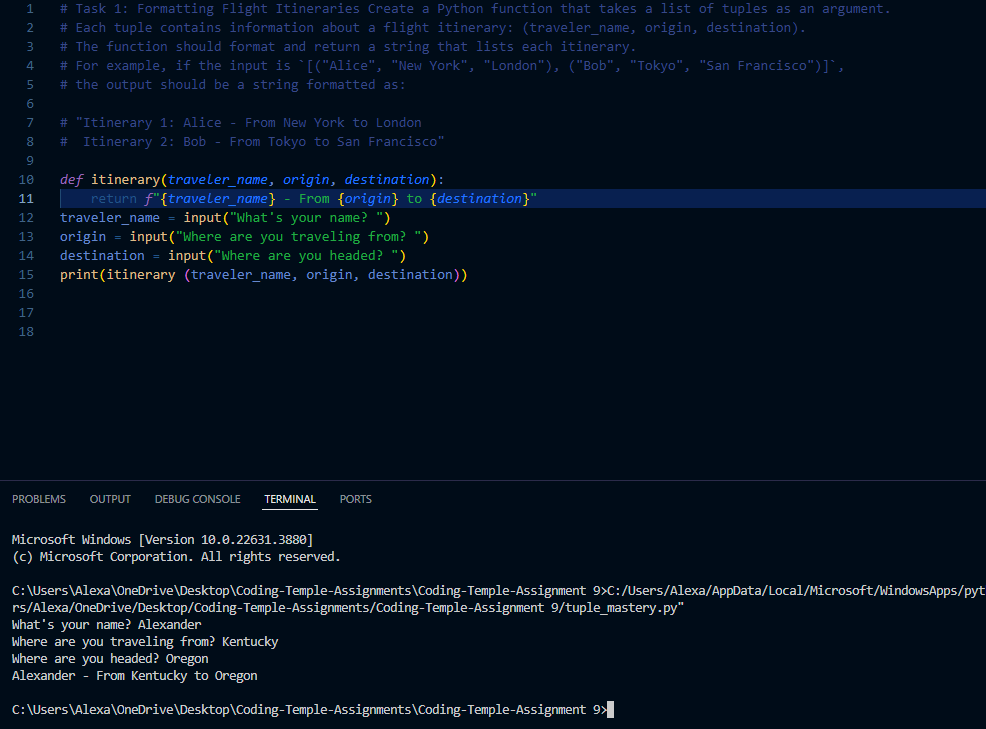 1 # Task 1: Formatting Flight Itineraries Create a Python function that takes a list of tuples as an argument.
2 # Each tuple contains information about a flight itinerary: (traveler_name, origin, destination).
3 # The function should format and return a string that lists each itinerary.
4 # For example, if the input is `[("Alice", "New York", "London"), ("Bob", "Tokyo", "San Francisco")]`,
5 # the output should be a string formatted as:
6
7 # "Itinerary 1: Alice - From New York to London
8 #  Itinerary 2: Bob - From Tokyo to San Francisco"
9
10 def itinerary(traveler_name, origin, destination):
11     return f"{traveler_name} - From {origin} to {destination}"
12 traveler_name = input("What's your name? ")
13 origin = input("Where are you traveling from? ")
14 destination = input("Where are you headed? ")
15 print(itinerary (traveler_name, origin, destination))
16
17
18
PROBLEMS OUTPUT DEBUG CONSOLE TERMINAL PORTS
Microsoft Windows [Version 10.0.22631.3880]
(c) Microsoft Corporation. All rights reserved.
C:\Users\Alexa\OneDrive\Desktop\Coding-Temple-Assignments\Coding-Temple-Assignment 9>C:/Users/Alexa/AppData/Local/Microsoft/WindowsApps/pyt
rs/Alexa/OneDrive/Desktop/Coding-Temple-Assignments/Coding-Temple-Assignment 9/tuple_mastery.py"
What's your name? Alexander
Where are you traveling from? Kentucky
Where are you headed? Oregon
Alexander - From Kentucky to Oregon
C:\Users\Alexa\OneDrive\Desktop\Coding-Temple-Assignments\Coding-Temple-Assignment 9>